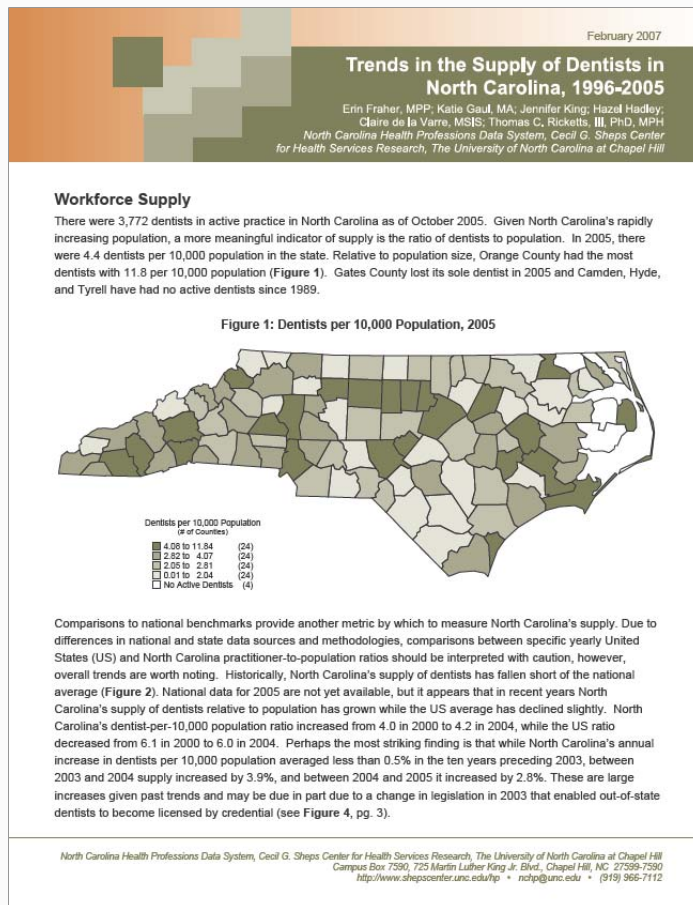 February 2007
Trends in the Supply of Dentists in
North Carolina, 1996-2005
Erin Fraher, MPP; Katie Gaul, MA; Jennifer King; Hazel Hadley;
Claire de la Varre, MSIS; Thomas C. Ricketts, III, PhD, MPH
North Carolina Health Professions Data System, Cecil G. Sheps Center
for Health Services Research, The University of North Carolina at Chapel Hill
Workforce Supply
There were 3,772 dentists in active practice in North Carolina as of October 2005. Given North Carolina's rapidly
increasing population, a more meaningful indicator of supply is the ratio of dentists to population. In 2005, there
were 4.4 dentists per 10,000 population in the state. Relative to population size, Orange County had the most
dentists with 11.8 per 10,000 population (Figure 1). Gates County lost its sole dentist in 2005 and Camden, Hyde,
and Tyrell have had no active dentists since 1989.
Figure 1: Dentists per 10,000 Population, 2005
Dentists per 10,000 Population
(# of Counties)
4.08 to 11.84 (24)
2.82 to 4.07 (24)
2.05 to 2.81 (24)
0.01 to 2.04 (24)
No Active Dentists (4)
Comparisons to national benchmarks provide another metric by which to measure North Carolina's supply. Due to
differences in national and state data sources and methodologies, comparisons between specific yearly United
States (US) and North Carolina practitioner-to-population ratios should be interpreted with caution, however,
overall trends are worth noting. Historically, North Carolina's supply of dentists has fallen short of the national
average (Figure 2). National data for 2005 are not yet available, but it appears that in recent years North
Carolina's supply of dentists relative to population has grown while the US average has declined slightly. North
Carolina's dentist-per-10,000 population ratio increased from 4.0 in 2000 to 4.2 in 2004, while the US ratio
decreased from 6.1 in 2000 to 6.0 in 2004. Perhaps the most striking finding is that while North Carolina's annual
increase in dentists per 10,000 population averaged less than 0.5% in the ten years preceding 2003, between
2003 and 2004 supply increased by 3.9%, and between 2004 and 2005 it increased by 2.8%. These are large
increases given past trends and may be due in part due to a change in legislation in 2003 that enabled out-of-state
dentists to become licensed by credential (see Figure 4, pg. 3).
North Carolina Health Professions Data System, Cecil G. Sheps Center for Health Services Research, The University of North Carolina at Chapel Hill
Campus Box 7590, 725 Martin Luther King Jr. Blvd., Chapel Hill, NC 27599-7590
http://www.shepscenter.unc.edu/hp • nchp@unc.edu • (919) 966-7112